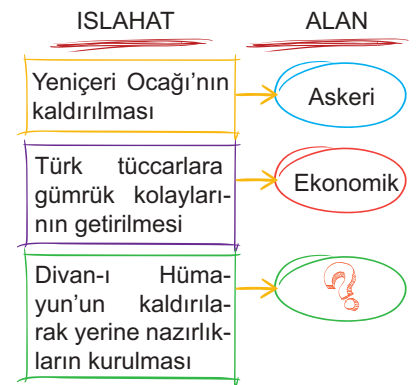 ISLAHAT
ALAN
Yeniçeri Ocağı’nın
kaldırılması
Askeri
Türk tüccarlara
gümrük kolayları-
nın getirilmesi
Ekonomik
Divan-ı Hüma-
yun’un kaldırıla-
rak yerine nazırlık-
ların kurulması
?